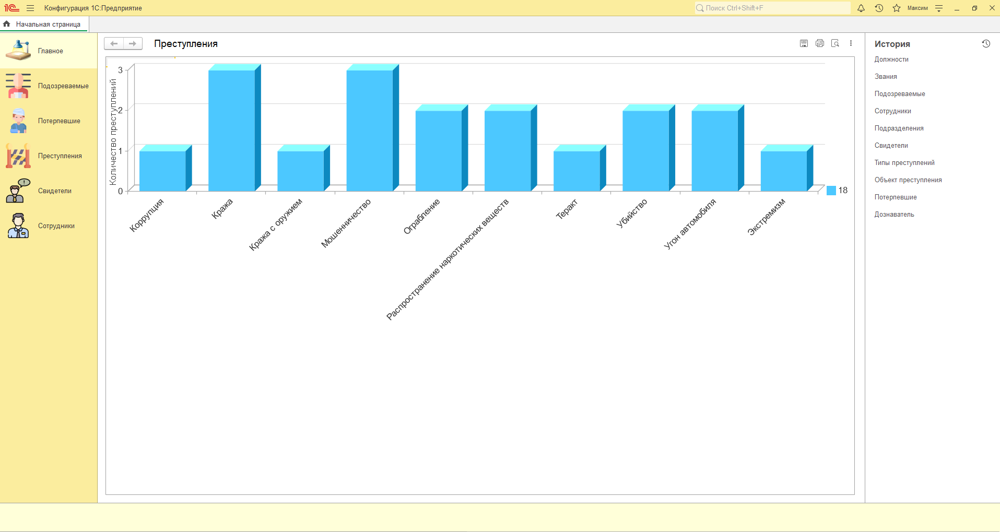 1С
Конфигурация 1С:Предприятие
Поиск Ctrl+Shift+F
Максим
Начальная страница
Главное
Подозреваемые
Потерпевшие
Преступления
Свидетели
Сотрудники
Преступления
Количество преступлений
3
2
1
0
Коррупция
Кража
Кража с оружием
Мошенничество
Ограбление
Распространение наркотических веществ
Теракт
Убийство
Угон автомобиля
Экстремизм
18
История
Должности
Звания
Подозреваемые
Сотрудники
Подразделения
Свидетели
Типы преступлений
Объект преступления
Потерпевшие
Дознаватель